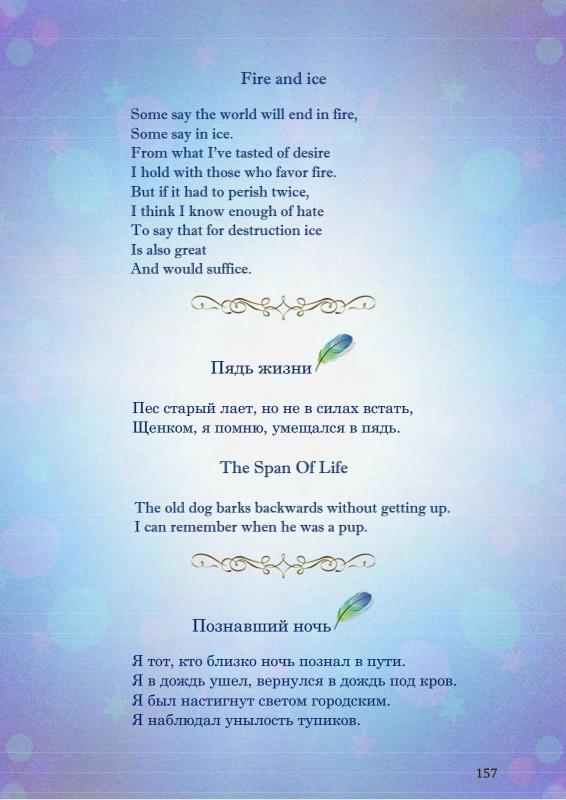 Fire and ice
Some say the world will end in fire,
Some say in ice.
From what I've tasted of desire
I hold with those who favor fire.
But if it had to perish twice,
I think I know enough of hate
To say that for destruction ice
Is also great
And would suffice.
Пядь жизни
Пес старый лает, но не в силах встать,
Щенком, я помню, умещался в пядь.
The Span Of Life
The old dog barks backwards without getting up.
I can remember when he was a pup.
Познавший ночь
Я тот, кто близко ночь познал в пути.
Я в дождь ушел, вернулся в дождь под кров.
Я был настигнут светом городским.
Я наблюдал унылость тупиков.
157